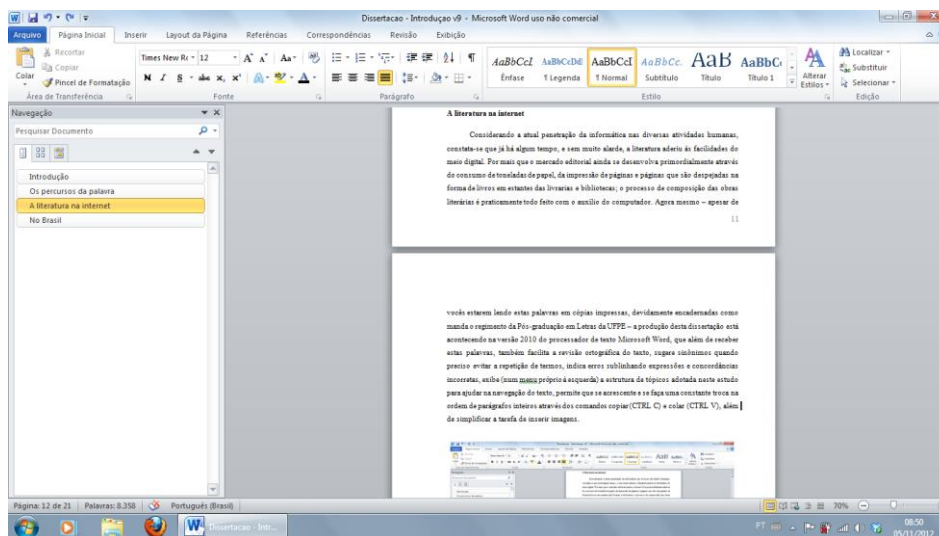 Dissertacao - Introduçao v9 - Microsoft Word uso não comercial
Arquivo Página Inicial Inserir Layout da Página Referências Correspondências Revisão Exibição
Colar
Recortar
Copiar
Pincel de Formatação
Área de Transferência
Times New Rc 12
N I S abc x, x²
Fonte
Parágrafo
AaBbCcI AaBbCcDd AaBbCcI AaBbCc. AaB AaBbCc
Ênfase ¶ Legenda ¶ Normal Subtítulo Título Título 1
Alterar Estilos
Estilo
Localizar
Substituir
Selecionar
Edição
Navegação
Pesquisar Documento
Introdução
Os percursos da palavra
A literatura na internet
No Brasil
A literatura na internet
Considerando a atual penetração da informática nas diversas atividades humanas,
constata-se que já há algum tempo, e sem muito alarde, a literatura aderiu às facilidades do
meio digital. Por mais que o mercado editorial ainda se desenvolva primordialmente através
do consumo de toneladas de papel, da impressão de páginas e páginas que são despejadas na
forma de livros em estantes das livrarias e bibliotecas; o processo de composição das obras
literárias é praticamente todo feito com o auxílio do computador. Agora mesmo – apesar de
11
vocês estarem lendo estas palavras em cópias impressas, devidamente encadernadas como
manda o regimento da Pós-graduação em Letras da UFPE – a produção desta dissertação está
acontecendo na versão 2010 do processador de texto Microsoft Word, que além de receber
estas palavras, também facilita a revisão ortográfica do texto, sugere sinônimos quando
preciso evitar a repetição de termos, indica erros sublinhando expressões e concordâncias
incorretas, exibe (num menu próprio à esquerda) a estrutura de tópicos adotada neste estudo
para ajudar na navegação do texto, permite que se acrescente e se faça uma constante troca na
ordem de parágrafos inteiros através dos comandos copiar (CTRL C) e colar (CTRL V), além
de simplificar a tarefa de inserir imagens.
Página: 12 de 21 Palavras: 8.358 Português (Brasil) 70%
Dissertacao - Intr...
PT
08:50
05/11/2012